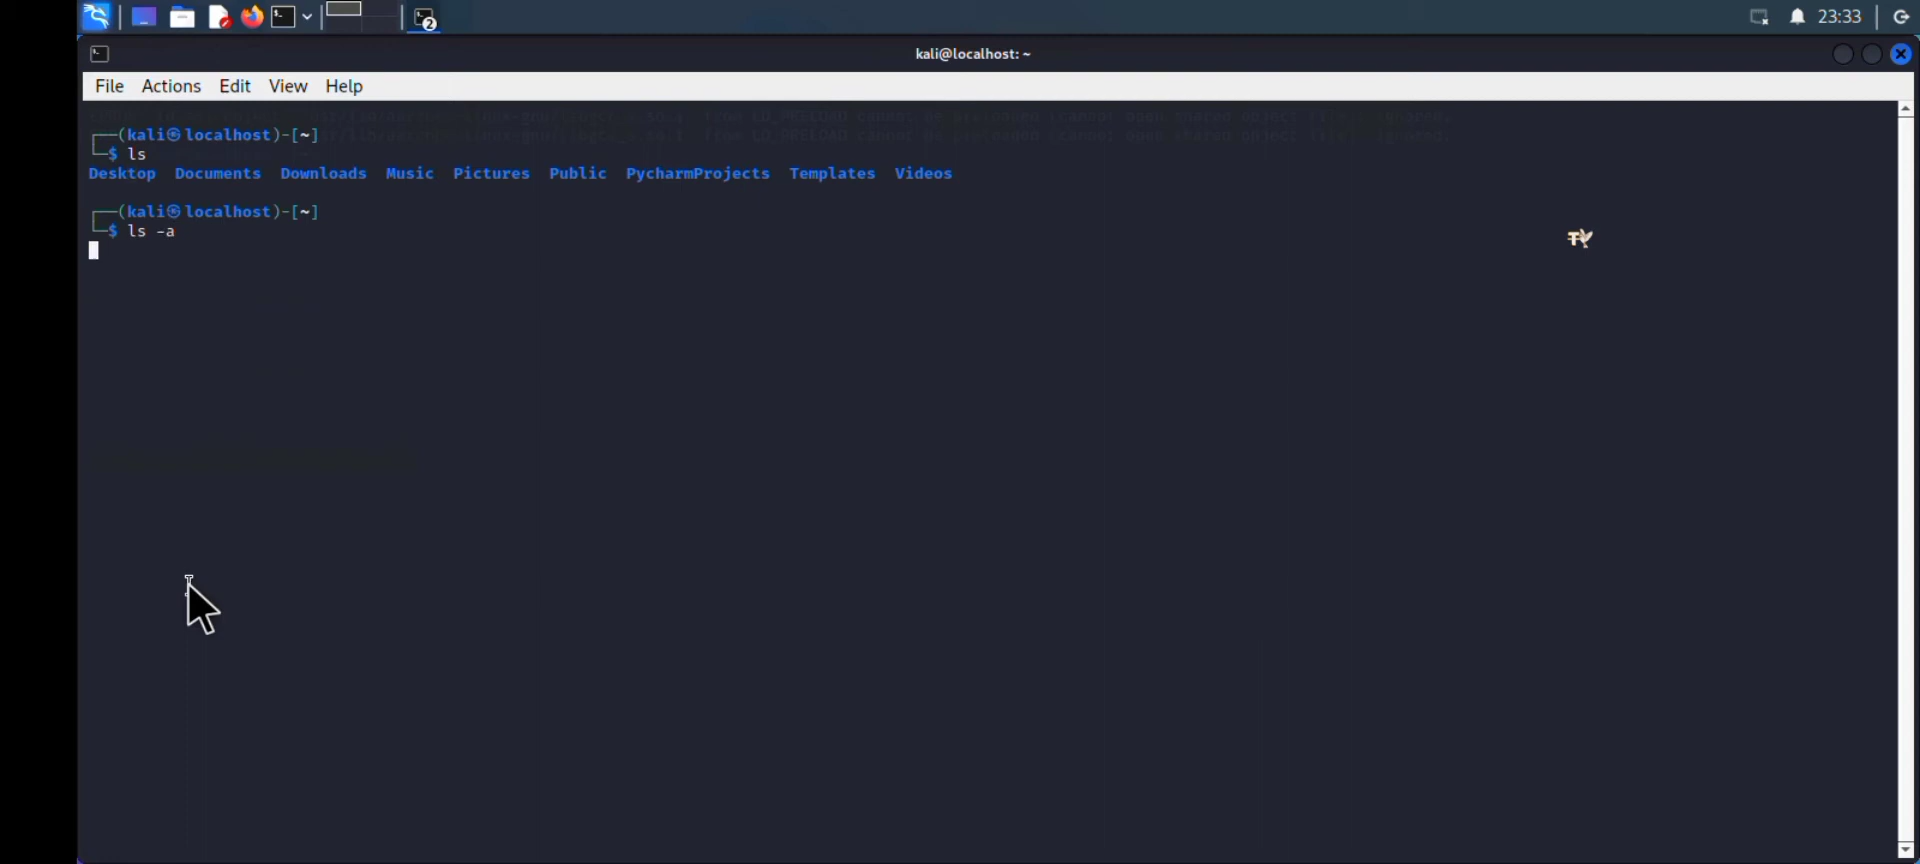 2 23:33
kali@localhost: ~
File Actions Edit View Help
┌──(kali㉿localhost)-[~]
└─$ ls
Desktop Documents Downloads Music Pictures Public PycharmProjects Templates Videos
┌──(kali㉿localhost)-[~]
└─$ ls -a